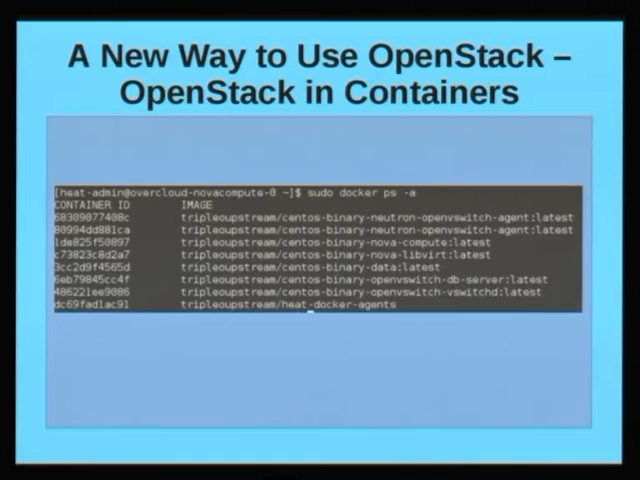 A New Way to Use OpenStack –
OpenStack in Containers
[heat-admin@overcloud-novacompute-0 ~]$ sudo docker ps -a
CONTAINER ID IMAGE
68309077408c tripleoupstream/centos-binary-neutron-openvswitch-agent:latest
80994dd881ca tripleoupstream/centos-binary-neutron-openvswitch-agent:latest
1de825f50897 tripleoupstream/centos-binary-nova-compute:latest
c73823c8d2a7 tripleoupstream/centos-binary-nova-libvirt:latest
3cc2d9f4565d tripleoupstream/centos-binary-data:latest
6eb79845cc4f tripleoupstream/centos-binary-openvswitch-db-server:latest
486221ee9086 tripleoupstream/centos-binary-openvswitch-vswitchd:latest
dc69fad1ac91 tripleoupstream/heat-docker-agents